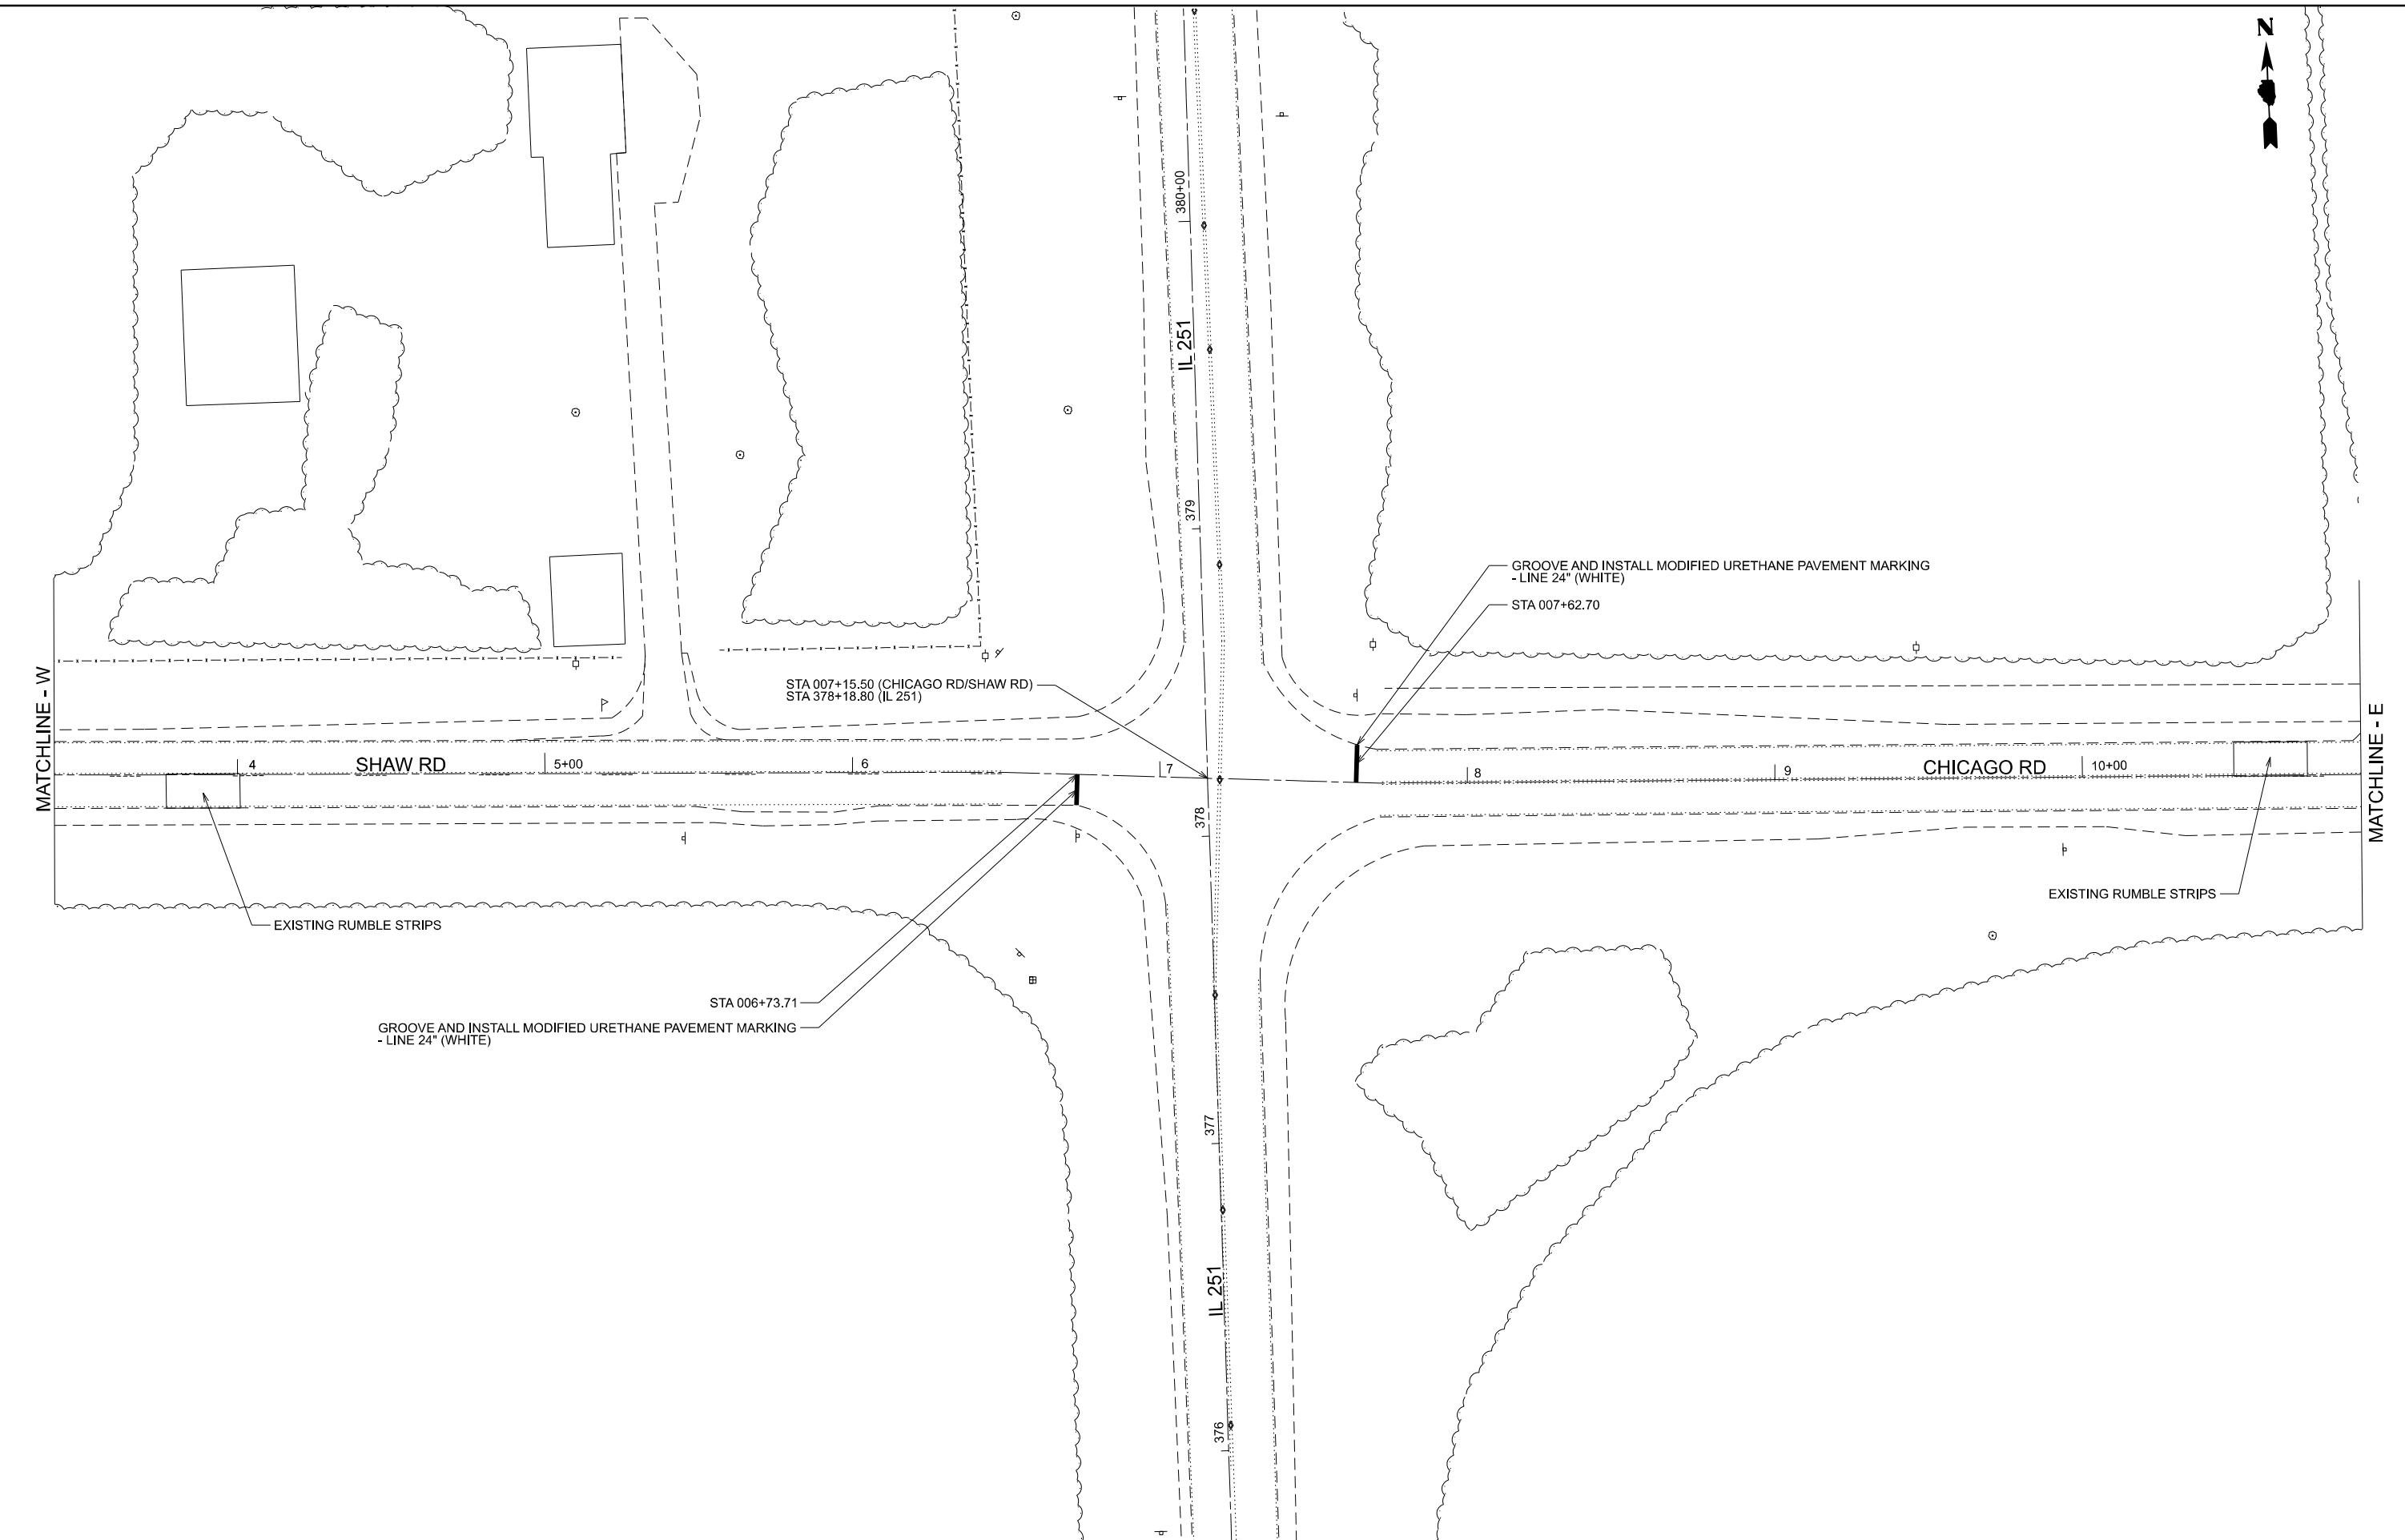 N
380+00
IL 251
379
GROOVE AND INSTALL MODIFIED URETHANE PAVEMENT MARKING
- LINE 24" (WHITE)
STA 007+62.70
STA 007+15.50 (CHICAGO RD/SHAW RD)
STA 378+18.80 (IL 251)
MATCHLINE - W
MATCHLINE - E
4
SHAW RD
5+00
6
7
8
9
CHICAGO RD
10+00
378
EXISTING RUMBLE STRIPS
EXISTING RUMBLE STRIPS
STA 006+73.71
GROOVE AND INSTALL MODIFIED URETHANE PAVEMENT MARKING
- LINE 24" (WHITE)
377
IL 251
376